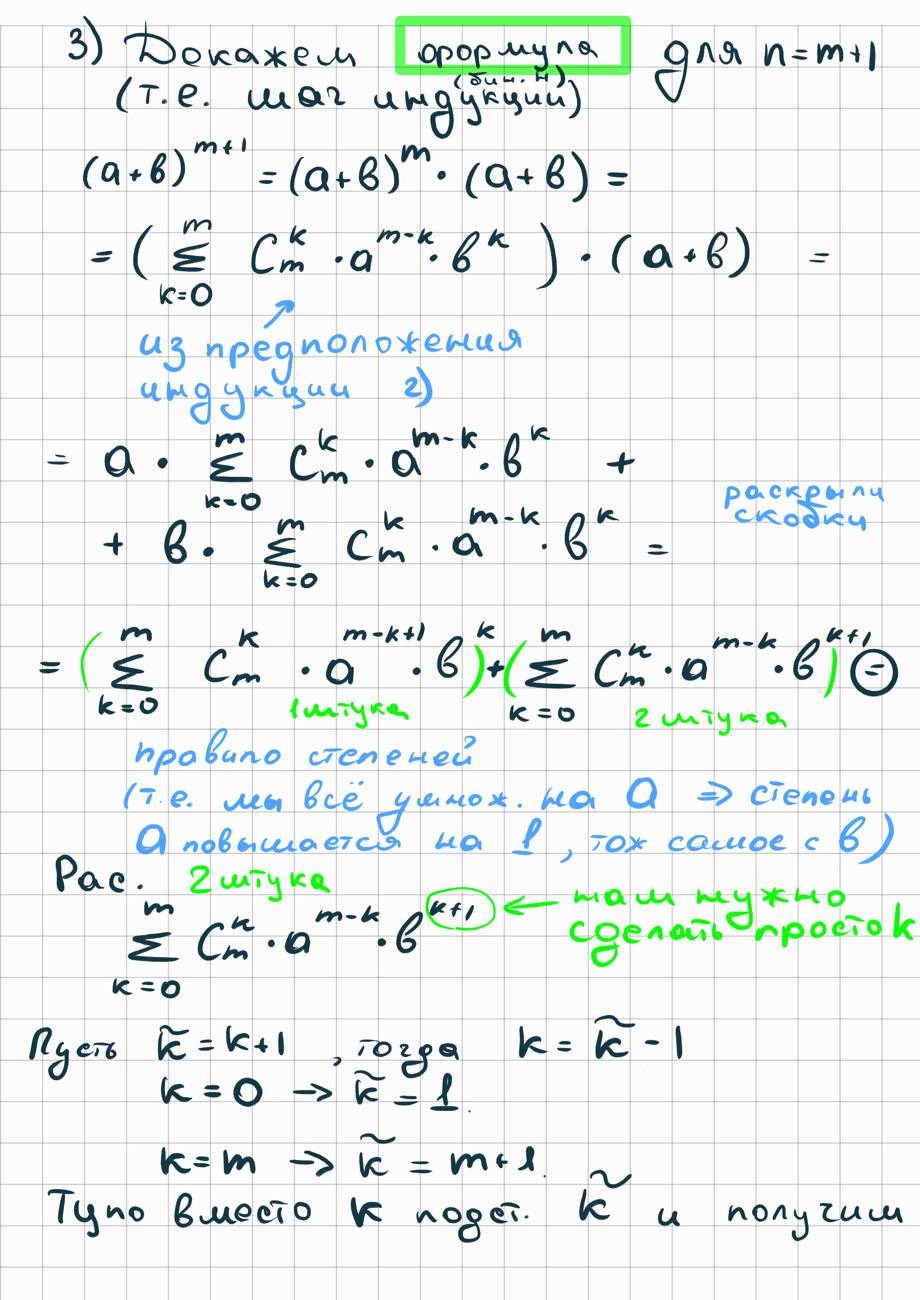 3) Докажем формула для n=m+1
(бин. н)
(т.е. шаг индукции)
(a+в)^{m+1} = (a+в)^m · (a+в) =
= ( Σ_{k=0}^{m} C_m^k · a^{m-k} · в^k ) · (a+в) =
из предположения
индукции 2)
= a · Σ_{k=0}^{m} C_m^k · a^{m-k} · в^k +
раскрыли
скобки
+ в · Σ_{k=0}^{m} C_m^k · a^{m-k} · в^k =
= ( Σ_{k=0}^{m} C_m^k · a^{m-k+1} · в^k ) + ( Σ_{k=0}^{m} C_m^k · a^{m-k} · в^{k+1} ) =
1 штука 2 штука
правило степеней
(т.е. мы всё умнож. на a ⇒ степень
a повышается на 1, тож самое с в)
Рас. 2 штука
Σ_{k=0}^{m} C_m^k · a^{m-k} · в^{k+1} ← нам нужно
сделать просто k
Пусть k̃ = k+1, тогда k = k̃ - 1
k = 0 → k̃ = 1
k = m → k̃ = m+1
Тупо вместо k подст. k̃ и получим